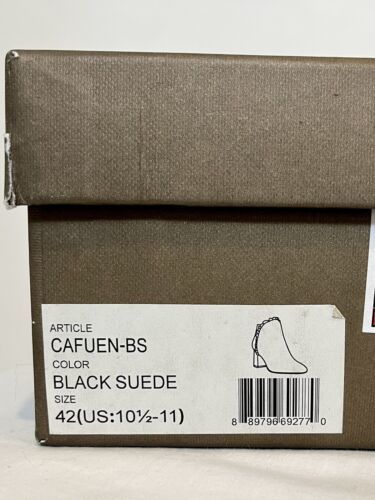 ARTICLE
CAFUEN-BS
COLOR
BLACK SUEDE
SIZE
42(US:10½-11)
8 89796 69277 0